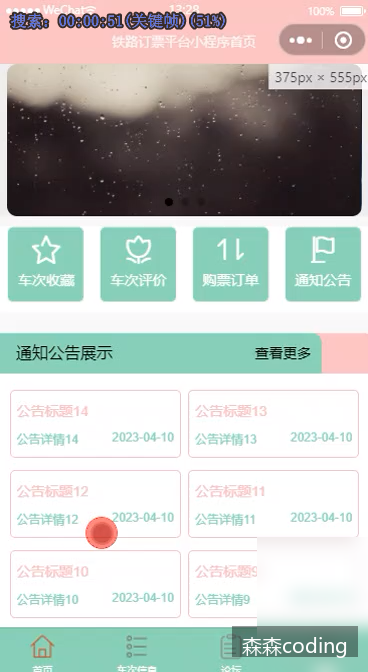 WeChat
12:28
100%
搜索：00:00:51(关键帧)(51%)
铁路订票平台小程序首页
375px × 555px
车次收藏
车次评价
购票订单
通知公告
通知公告展示
查看更多
公告标题14
公告详情14
2023-04-10
公告标题13
公告详情13
2023-04-10
公告标题12
公告详情12
2023-04-10
公告标题11
公告详情11
2023-04-10
公告标题10
公告详情10
2023-04-10
公告标题9
公告详情9
首页
车次信息
论坛
森森coding